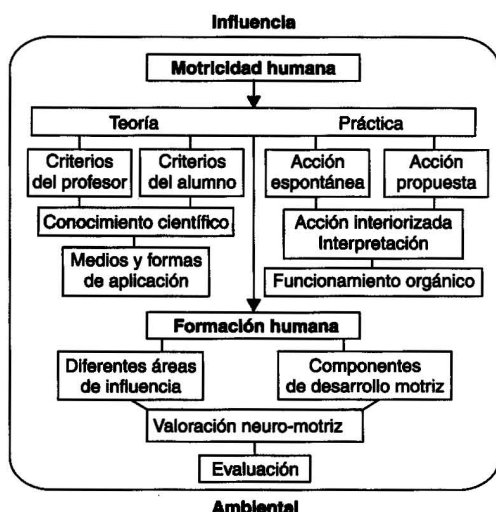 Influencia
Motricidad humana
Teoría
Práctica
Criterios
del profesor
Criterios
del alumno
Acción
espontánea
Acción
propuesta
Conocimiento científico
Acción interiorizada
Interpretación
Medios y formas
de aplicación
Funcionamiento orgánico
Formación humana
Diferentes áreas
de influencia
Componentes
de desarrollo motriz
Valoración neuro-motriz
Evaluación
Ambiental